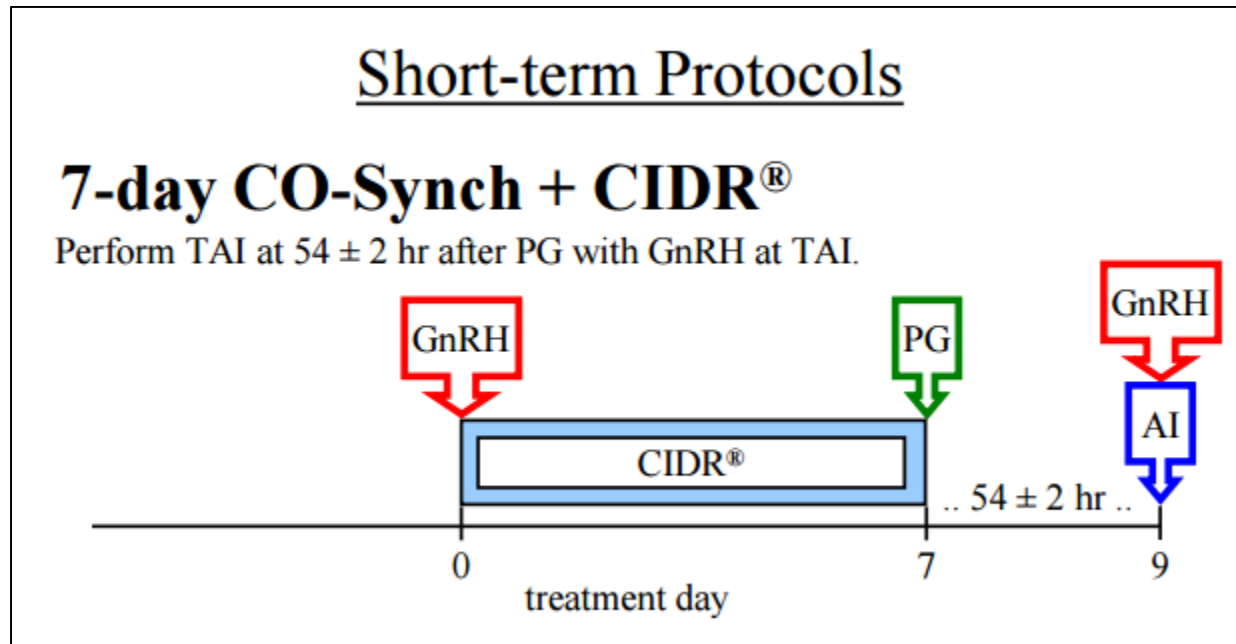 Short-term Protocols
7-day CO-Synch + CIDR®
Perform TAI at 54 ± 2 hr after PG with GnRH at TAI.
GnRH
PG
GnRH
AI
CIDR®
.. 54 ± 2 hr ..
0
7
9
treatment day